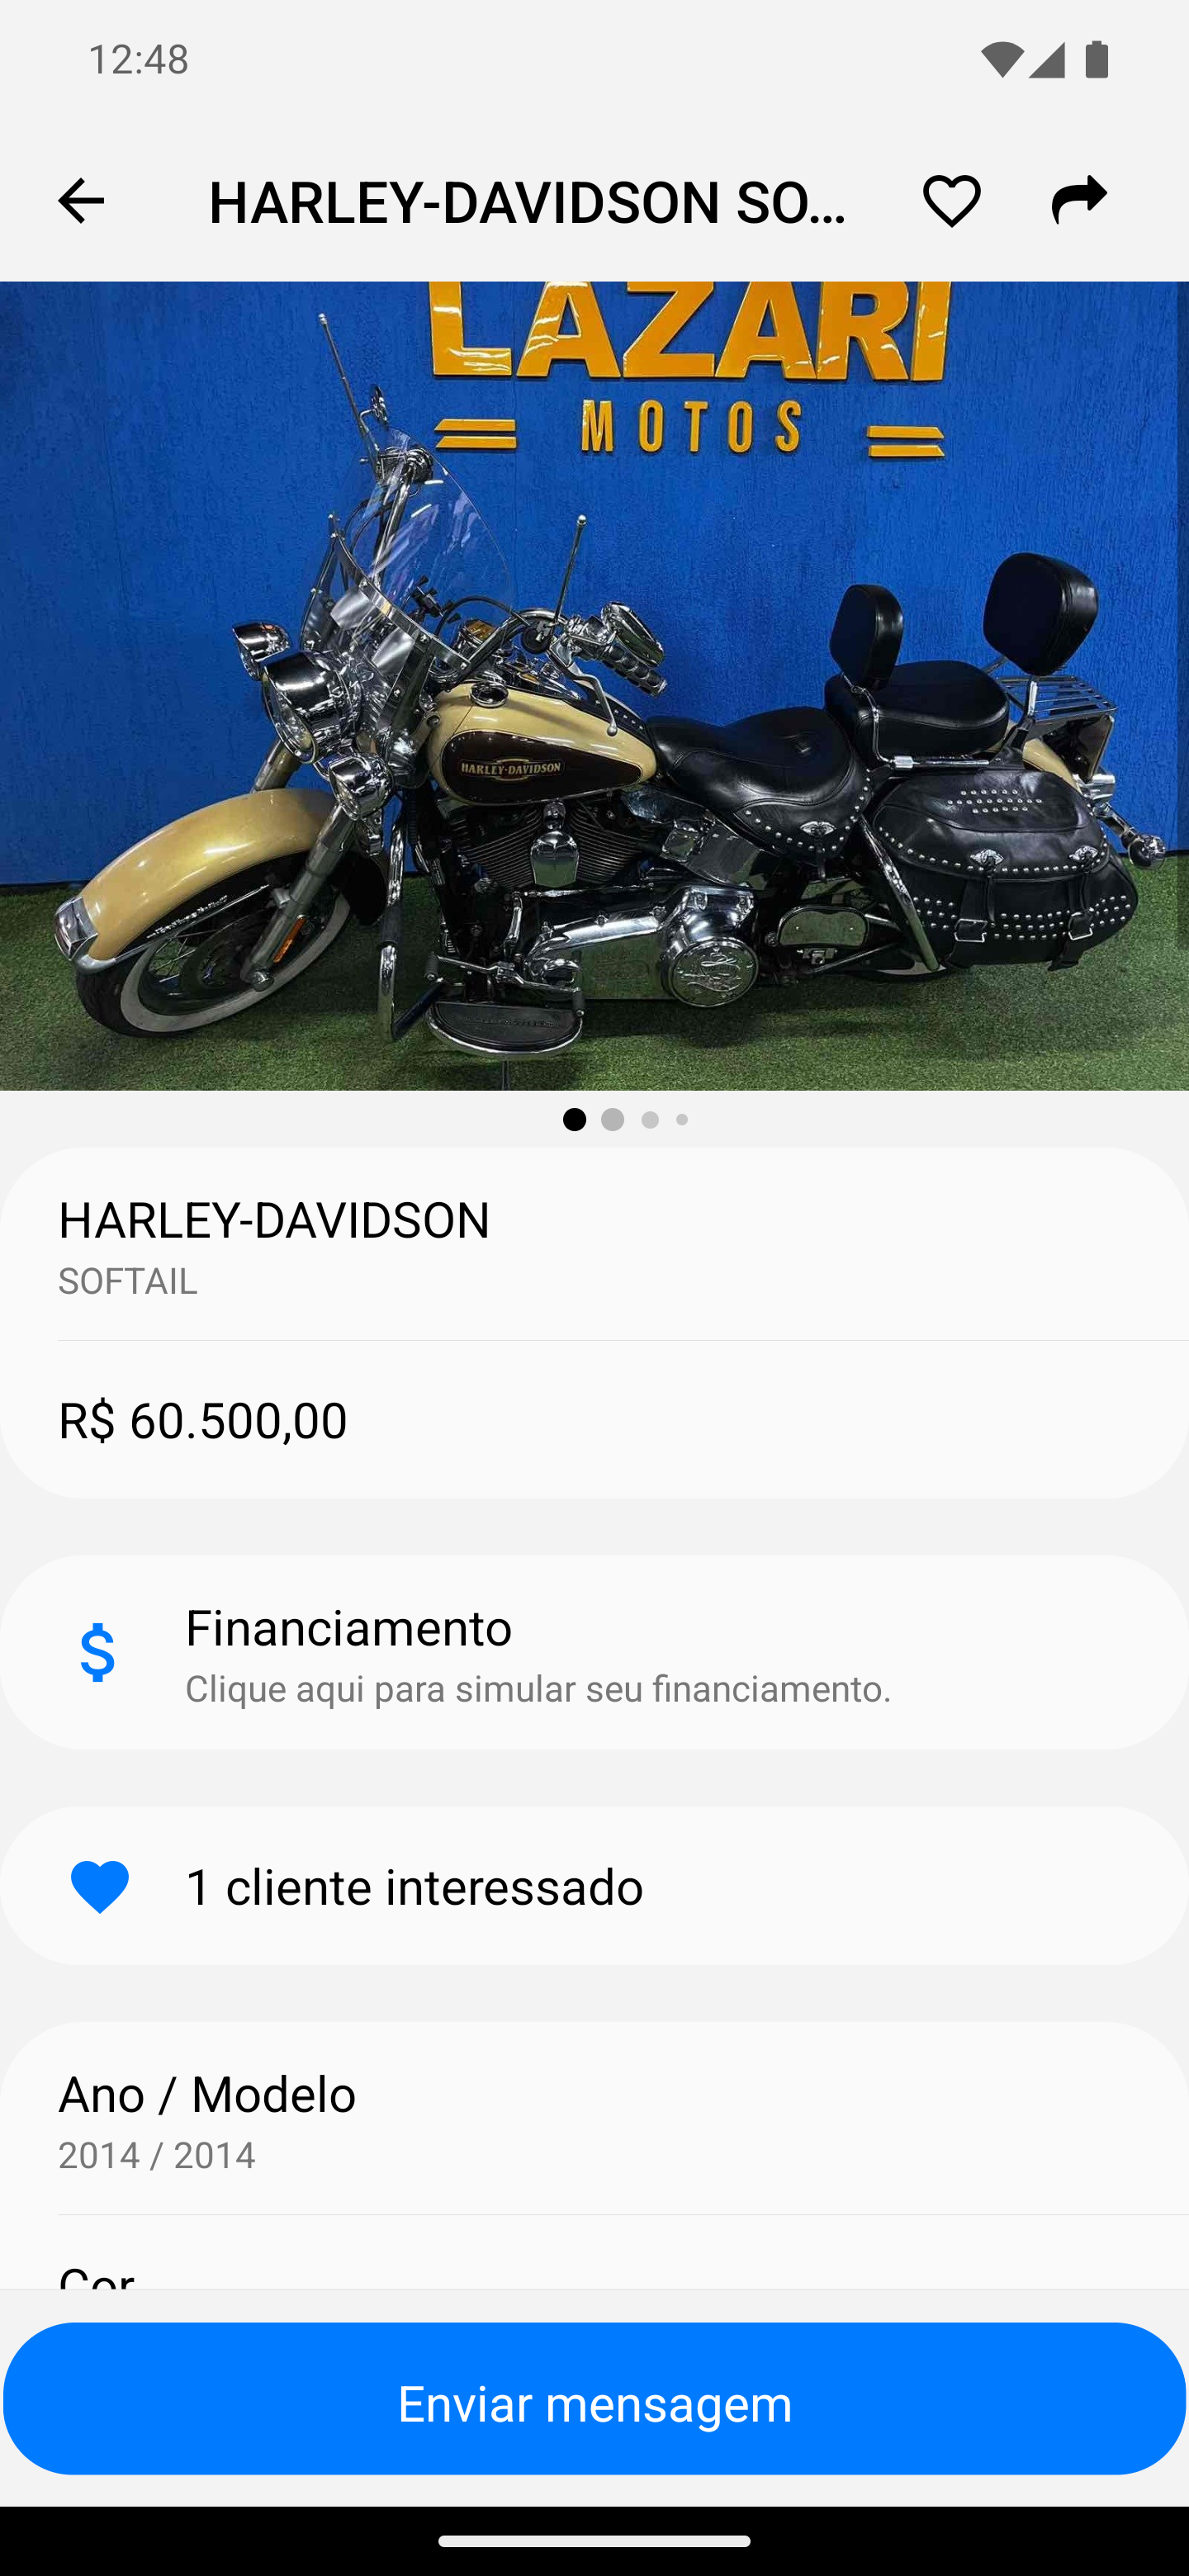 12:48
HARLEY-DAVIDSON SO...
LAZARI
MOTOS
HARLEY-DAVIDSON
HARLEY-DAVIDSON
SOFTAIL
R$ 60.500,00
$
Financiamento
Clique aqui para simular seu financiamento.
1 cliente interessado
Ano / Modelo
2014 / 2014
Cor
Enviar mensagem